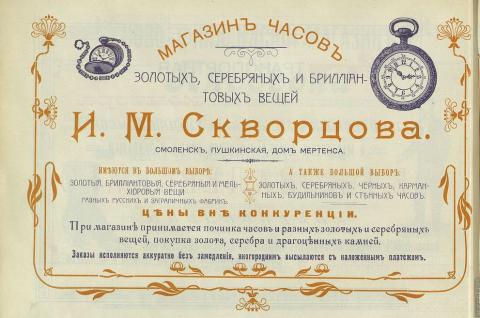 МАГАЗИНЪ ЧАСОВЪ
ЗОЛОТЫХЪ, СЕРЕБРЯНЫХЪ И БРИЛЛІАН-
ТОВЫХЪ ВЕЩЕЙ
И. М. СКВОРЦОВА.
СМОЛЕНСКЪ, ПУШКИНСКАЯ, ДОМЪ МЕРТЕНСА.
ИМѢЮТСЯ ВЪ БОЛЬШОМЪ ВЫБОРѢ:
ЗОЛОТЫЯ, БРИЛЛІАНТОВЫЯ, СЕРЕБРЯНЫЯ И МЕЛЬ-
ХІОРОВЫЯ ВЕЩИ
РАЗНЫХЪ РУССКИХЪ И ЗАГРАНИЧНЫХЪ ФАБРИКЪ.
А ТАКЖЕ БОЛЬШОЙ ВЫБОРЪ:
ЗОЛОТЫХЪ, СЕРЕБРЯНЫХЪ, ЧЕРНЫХЪ, КАРМАН-
НЫХЪ, БУДИЛЬНИКОВЪ И СТѢННЫХЪ ЧАСОВЪ.
ЦѢНЫ ВНѢ КОНКУРЕНЦІИ.
При магазинѣ принимается починка часовъ и разныхъ золотыхъ и серебряныхъ
вещей, покупка золота, серебра и драгоцѣнныхъ камней.
Заказы исполняются аккуратно безъ замедленія, иногороднимъ высылаются съ наложеннымъ платежомъ.